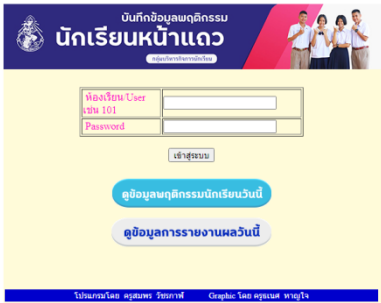 บันทึกข้อมูลพฤติกรรม
นักเรียนหน้าแถว
กลุ่มบริหารกิจการนักเรียน
ห้องเรียน/User
เช่น 101
Password
เข้าสู่ระบบ
ดูข้อมูลพฤติกรรมนักเรียนวันนี้
ดูข้อมูลการรายงานผลวันนี้
โปรแกรมโดย ครูสมพร วัชรกาฬ Graphic โดย ครูธเนศ หาญใจ